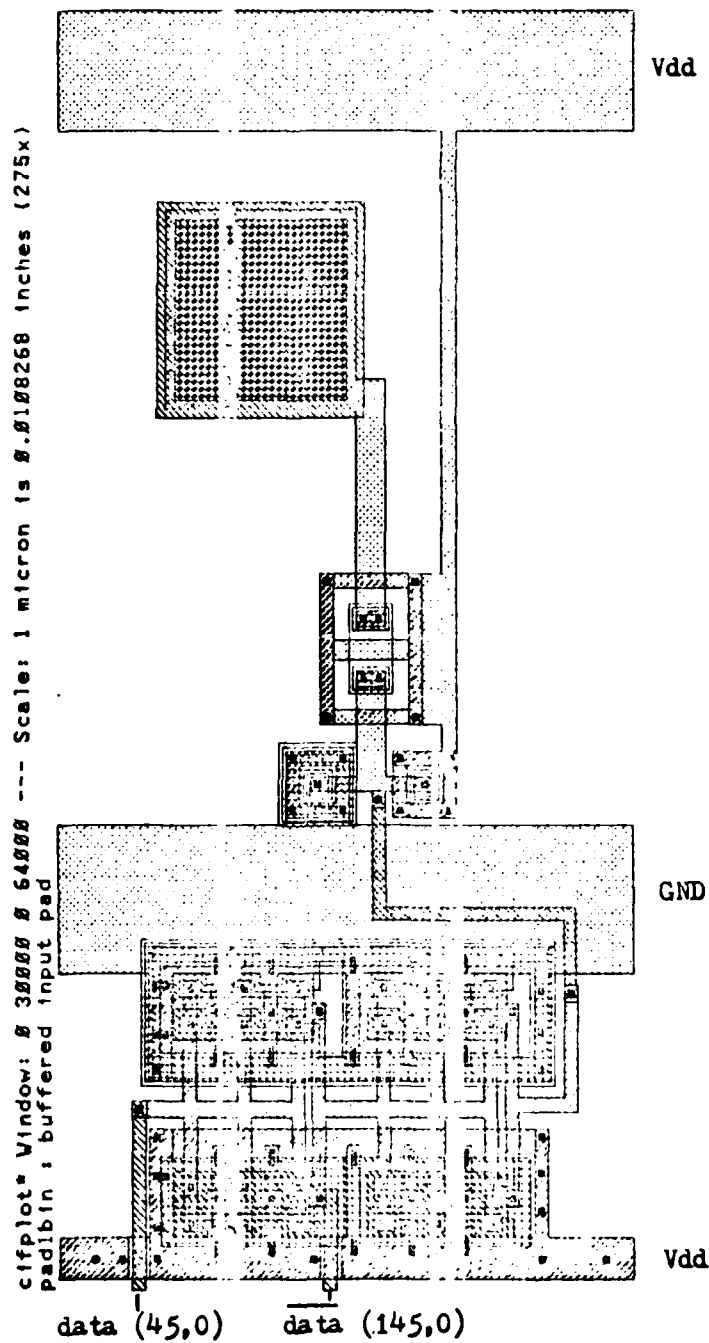 cifplot* Window: 0 30000 0 64000 --- Scale: 1 micron is 0.0108268 inches (275x)
padibin : buffered input pad
Vdd
GND
Vdd
data (45,0)
data (145,0)